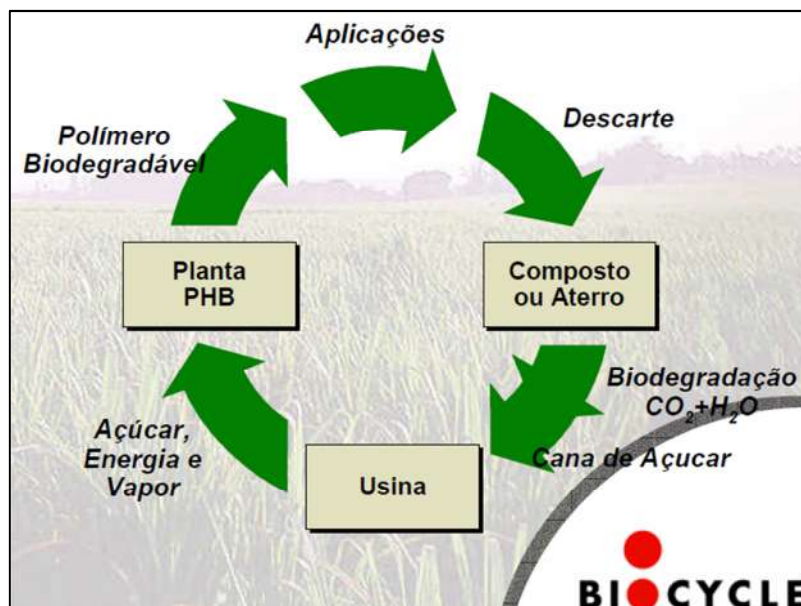 Aplicações
Polímero
Biodegradável
Descarte
Planta
PHB
Composto
ou Aterro
Biodegradação
CO₂+H₂O
Açúcar,
Energia e
Vapor
Cana de Açucar
Usina
BIOCYCLE